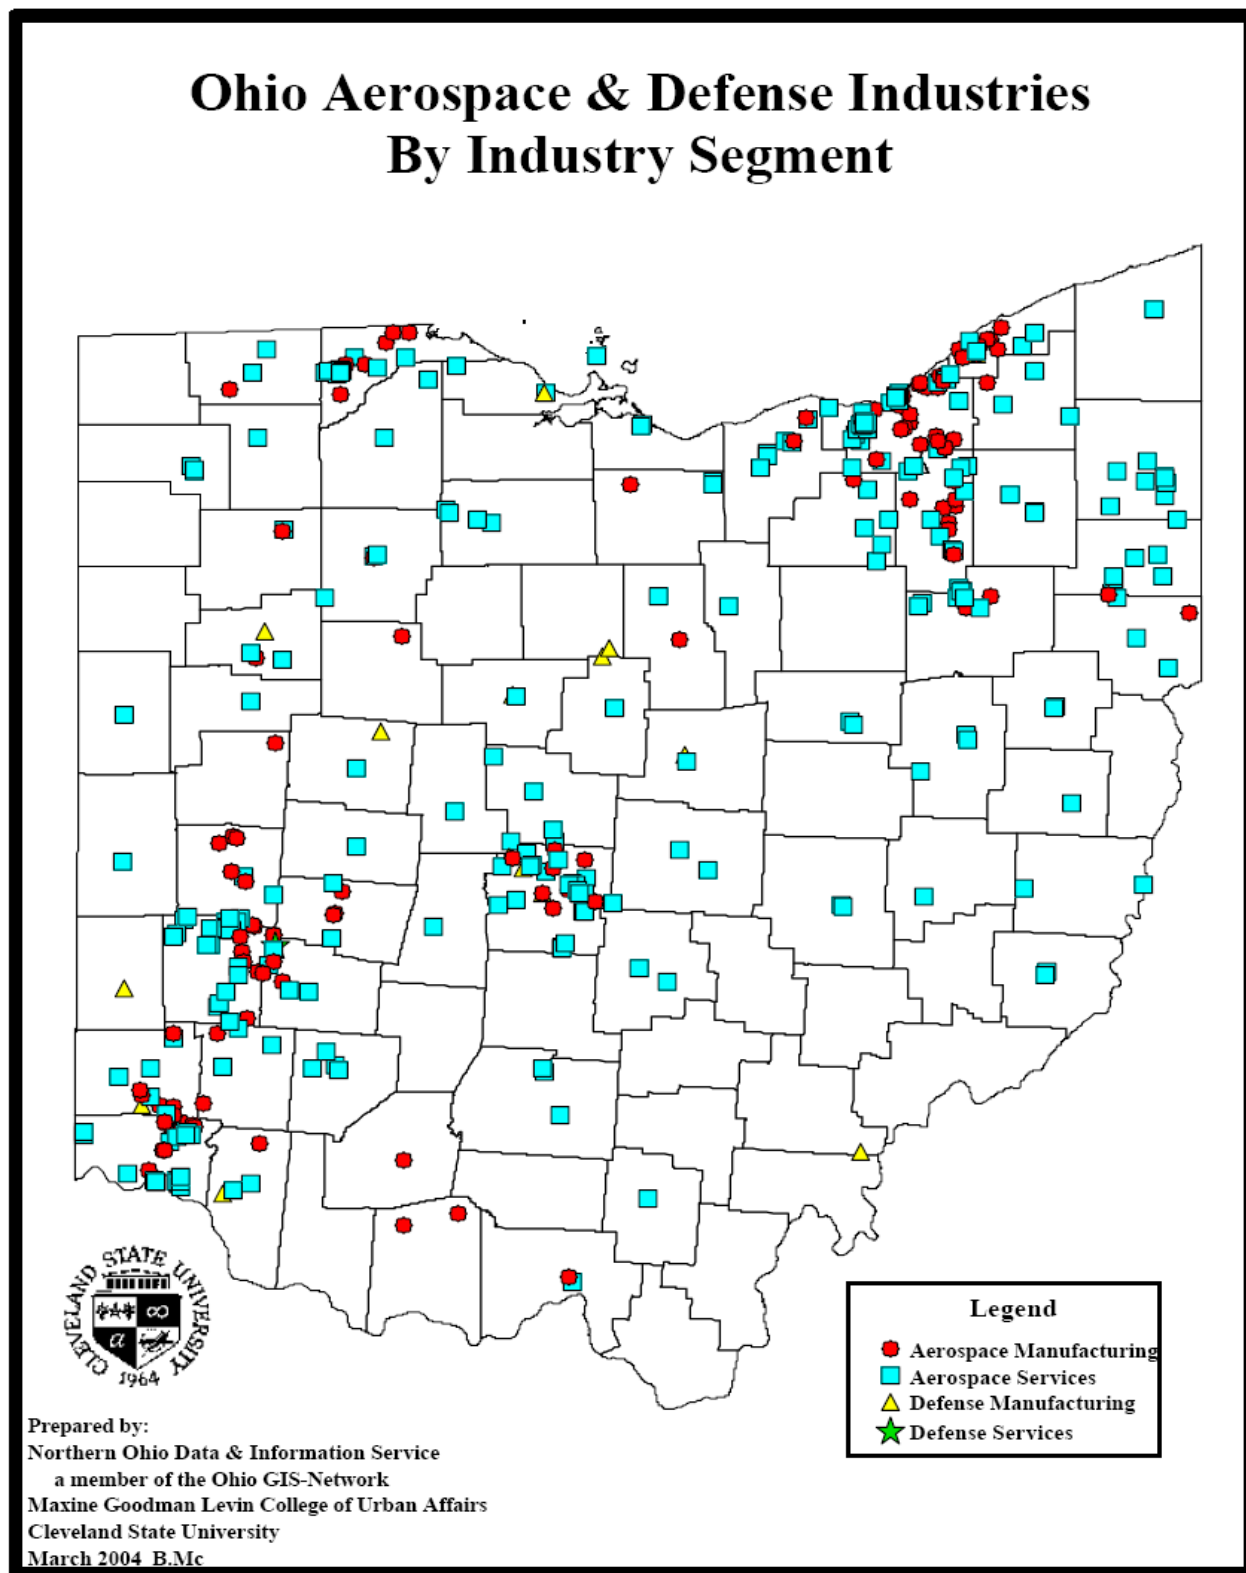 Ohio Aerospace & Defense Industries
By Industry Segment
CLEVELAND STATE UNIVERSITY
1964
Legend
Aerospace Manufacturing
Aerospace Services
Defense Manufacturing
Defense Services
Prepared by:
Northern Ohio Data & Information Service
a member of the Ohio GIS-Network
Maxine Goodman Levin College of Urban Affairs
Cleveland State University
March 2004 B.Mc